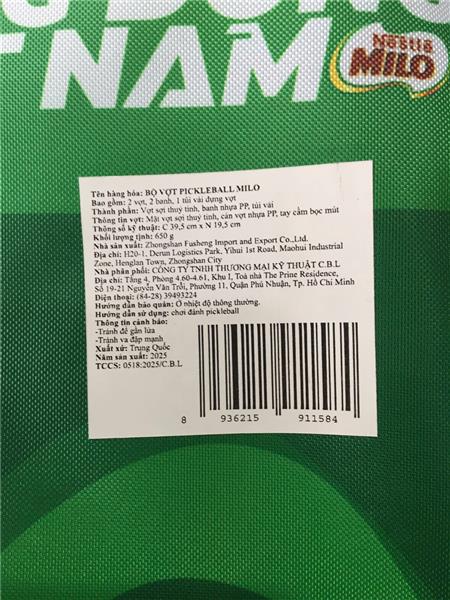 NĂM
Nestlé
MILO
Tên hàng hóa: BỘ VỢT PICKLEBALL MILO
Bao gồm: 2 vợt, 2 banh, 1 túi vải đựng vợt
Thành phần: Vợt sợi thuỷ tinh, banh nhựa PP, túi vải
Thông tin vợt: Mặt vợt sợi thuỷ tinh, cán vợt nhựa PP, tay cầm bọc mút
Thông số kỹ thuật: C 39,5 cm x N 19,5 cm
Khối lượng: 650 g
Nhà sản xuất: Zhongshan Fusheng Import and Export Co.,Ltd.
Địa chỉ: H20-1, Derun Logistics Park, Yihui 1st Road, Maohui Industrial
Zone, Henglan Town, Zhongshan City
Nhà phân phối: CÔNG TY TNHH THƯƠNG MẠI KỸ THUẬT C.B.L
Địa chỉ: Tầng 4, Phòng 4.60-4.61, Khu I, Toà nhà The Prine Residence,
Số 19-21 Nguyễn Văn Trỗi, Phường 11, Quận Phú Nhuận, Tp. Hồ Chí Minh
Điện thoại: (84-28) 39493224
Hướng dẫn bảo quản: Ở nhiệt độ thông thường.
Hướng dẫn sử dụng: chơi đánh pickleball
Thông tin cảnh báo:
-Tránh để gần lửa
-Tránh va đập mạnh
Xuất xứ: Trung Quốc
Năm sản xuất: 2025
TCCS: 0518:2025/C.B.L
8 936215 911584